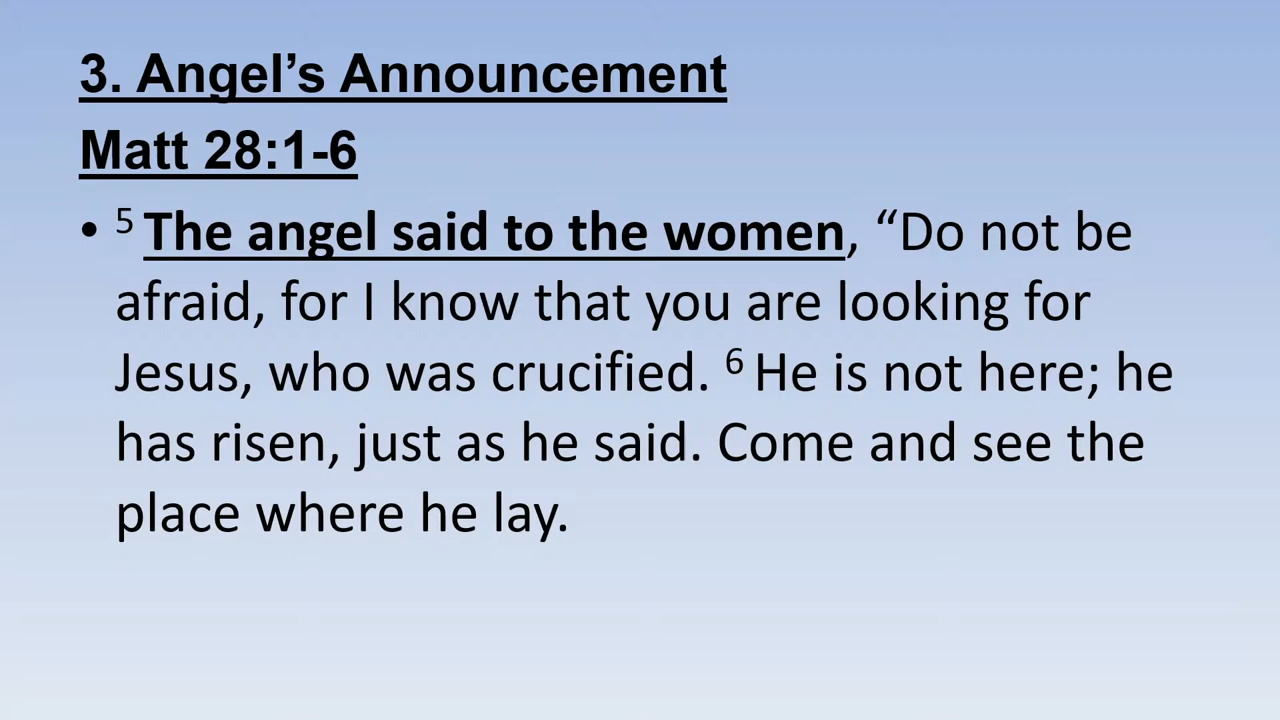 3. Angel’s Announcement
Matt 28:1-6
• 5 The angel said to the women, “Do not be
afraid, for I know that you are looking for
Jesus, who was crucified. 6 He is not here; he
has risen, just as he said. Come and see the
place where he lay.